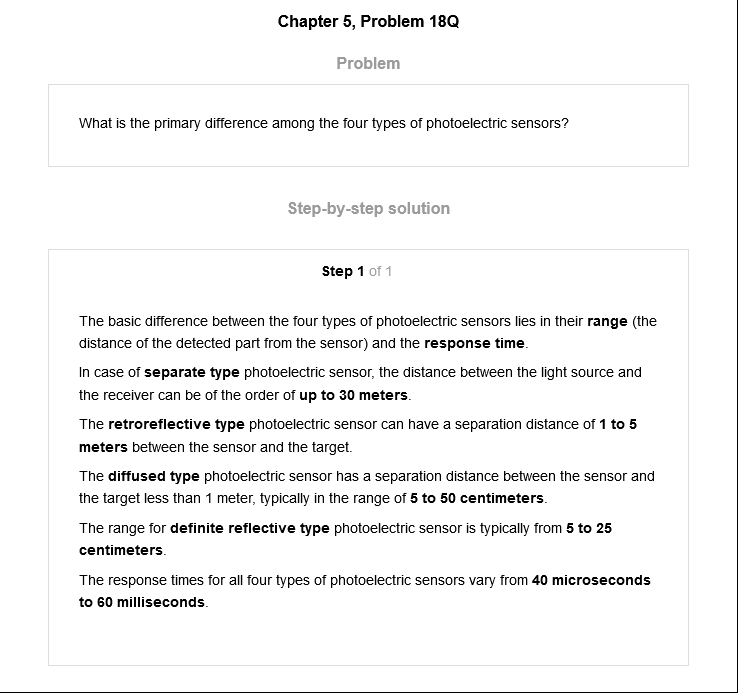 Chapter 5, Problem 18Q
Problem
What is the primary difference among the four types of photoelectric sensors?
Step-by-step solution
Step 1 of 1
The basic difference between the four types of photoelectric sensors lies in their range (the
distance of the detected part from the sensor) and the response time.
In case of separate type photoelectric sensor, the distance between the light source and
the receiver can be of the order of up to 30 meters.
The retroreflective type photoelectric sensor can have a separation distance of 1 to 5
meters between the sensor and the target.
The diffused type photoelectric sensor has a separation distance between the sensor and
the target less than 1 meter, typically in the range of 5 to 50 centimeters.
The range for definite reflective type photoelectric sensor is typically from 5 to 25
centimeters.
The response times for all four types of photoelectric sensors vary from 40 microseconds
to 60 milliseconds.